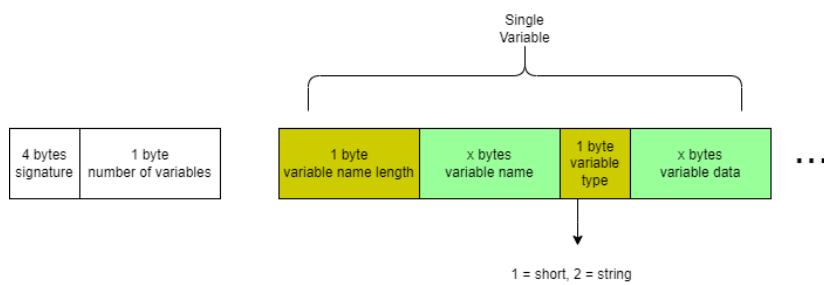 Single
Variable
4 bytes
signature
1 byte
number of variables
1 byte
variable name length
x bytes
variable name
1 byte
variable
type
x bytes
variable data
...
1 = short, 2 = string